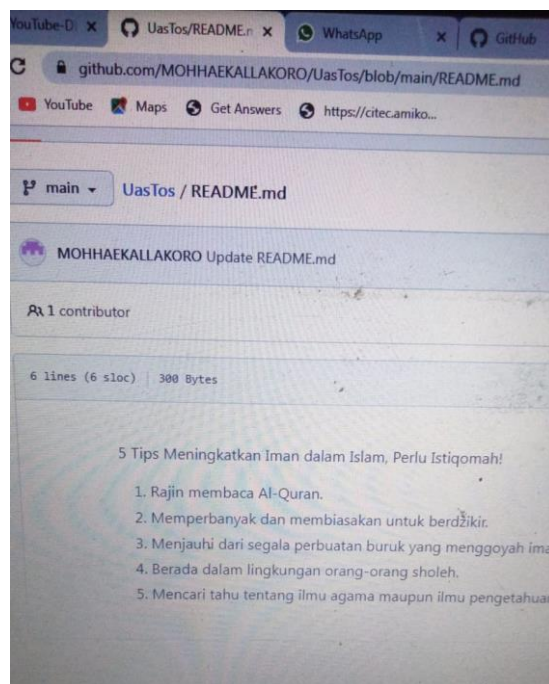 YouTube-D
UasTos/README.m
WhatsApp
GitHub
github.com/MOHHAEKALLAKORO/UasTos/blob/main/README.md
YouTube Maps Get Answers https://citec.amiko...
main UasTos / README.md
MOHHAEKALLAKORO Update README.md
1 contributor
6 lines (6 sloc) 300 Bytes
5 Tips Meningkatkan Iman dalam Islam, Perlu Istiqomah!
1. Rajin membaca Al-Quran.
2. Memperbanyak dan membiasakan untuk berdzikir.
3. Menjauhi dari segala perbuatan buruk yang menggoyah ima
4. Berada dalam lingkungan orang-orang sholeh.
5. Mencari tahu tentang ilmu agama maupun ilmu pengetahuan